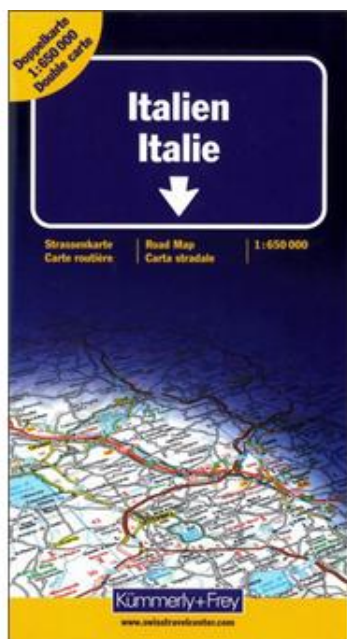 Doppelkarte
1:650 000
Double carte
Italien
Italie
Strassenkarte
Carte routière
Road Map
Carta stradale
1:650 000
Kümmerly+Frey
www.swisstravelcenter.com